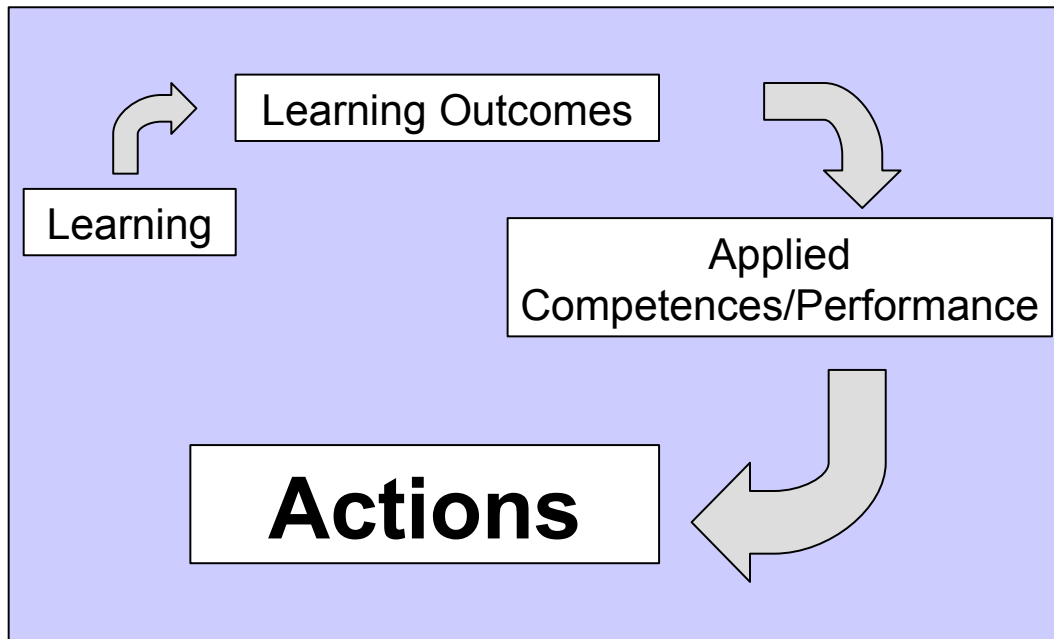 Learning Outcomes
Learning
Applied
Competences/Performance
Actions